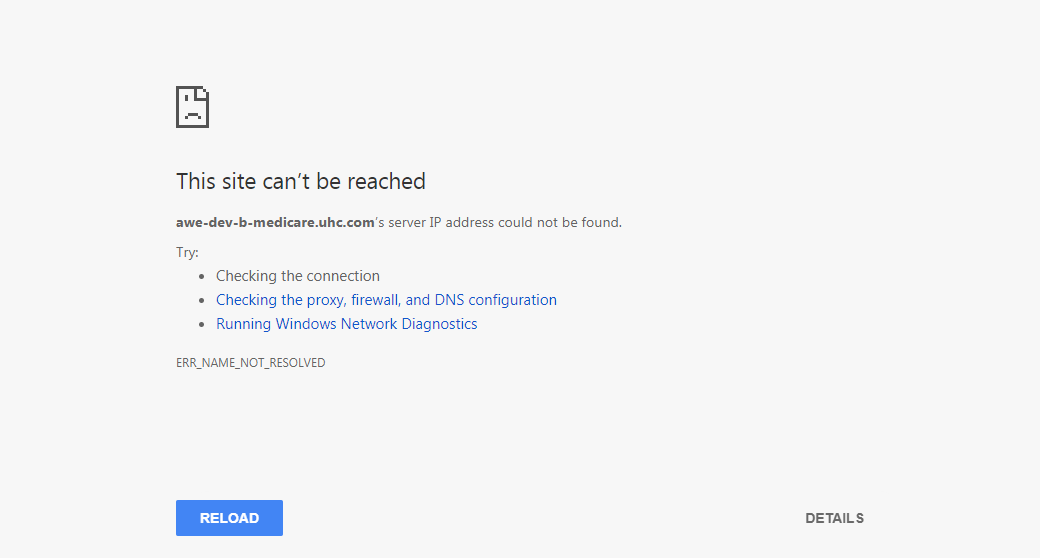 This site can’t be reached
awe-dev-b-medicare.uhc.com’s server IP address could not be found.
Try:
• Checking the connection
• Checking the proxy, firewall, and DNS configuration
• Running Windows Network Diagnostics
ERR_NAME_NOT_RESOLVED
RELOAD
DETAILS